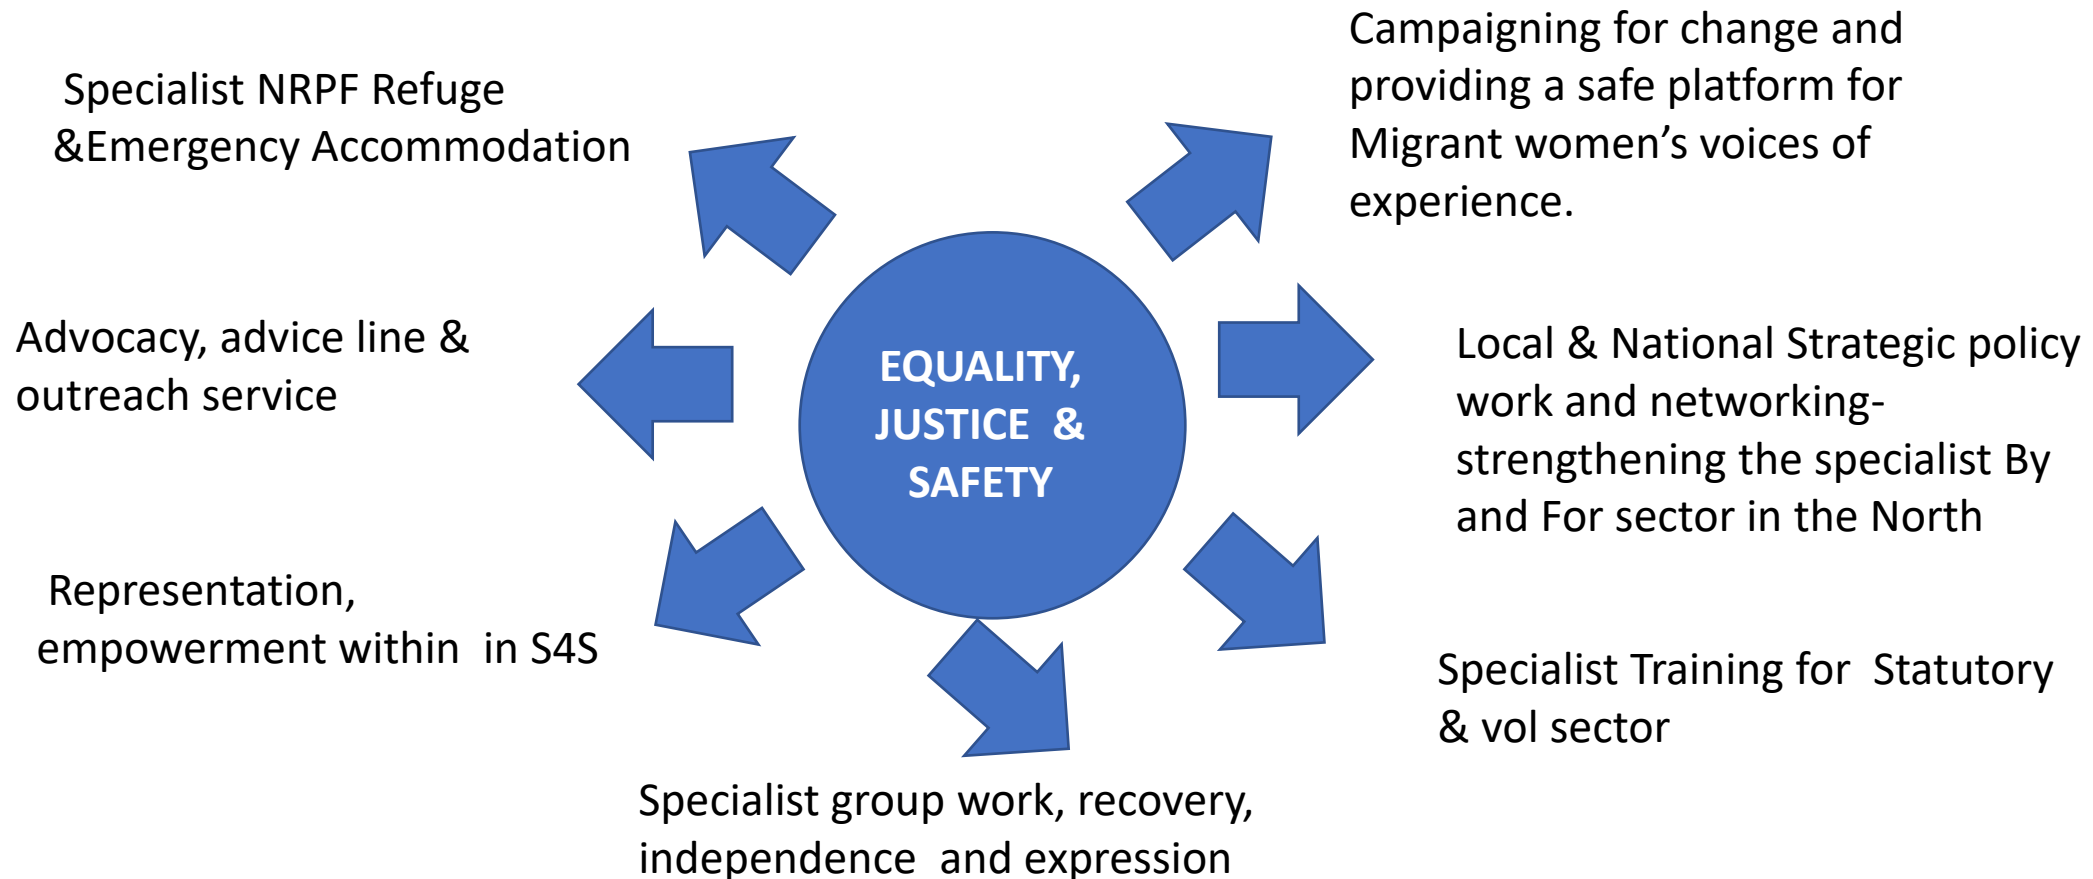 Specialist NRPF Refuge
&Emergency Accommodation
Campaigning for change and
providing a safe platform for
Migrant women’s voices of
experience.
Advocacy, advice line &
outreach service
EQUALITY,
JUSTICE &
SAFETY
Local & National Strategic policy
work and networking-
strengthening the specialist By
and For sector in the North
Representation,
empowerment within in S4S
Specialist Training for Statutory
& vol sector
Specialist group work, recovery,
independence and expression